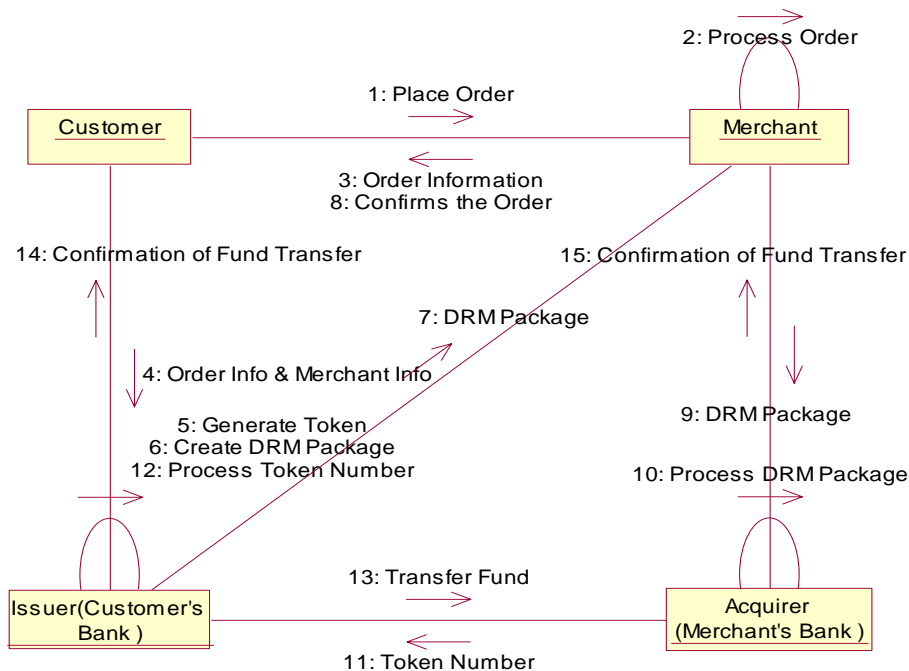 2: Process Order
1: Place Order
Customer
Merchant
3: Order Information
8: Confirms the Order
14: Confirmation of Fund Transfer
15: Confirmation of Fund Transfer
7: DRM Package
4: Order Info & Merchant Info
5: Generate Token
6: Create DRM Package
12: Process Token Number
9: DRM Package
10: Process DRM Package
13: Transfer Fund
Issuer(Customer's
Bank )
Acquirer
(Merchant's Bank )
11: Token Number